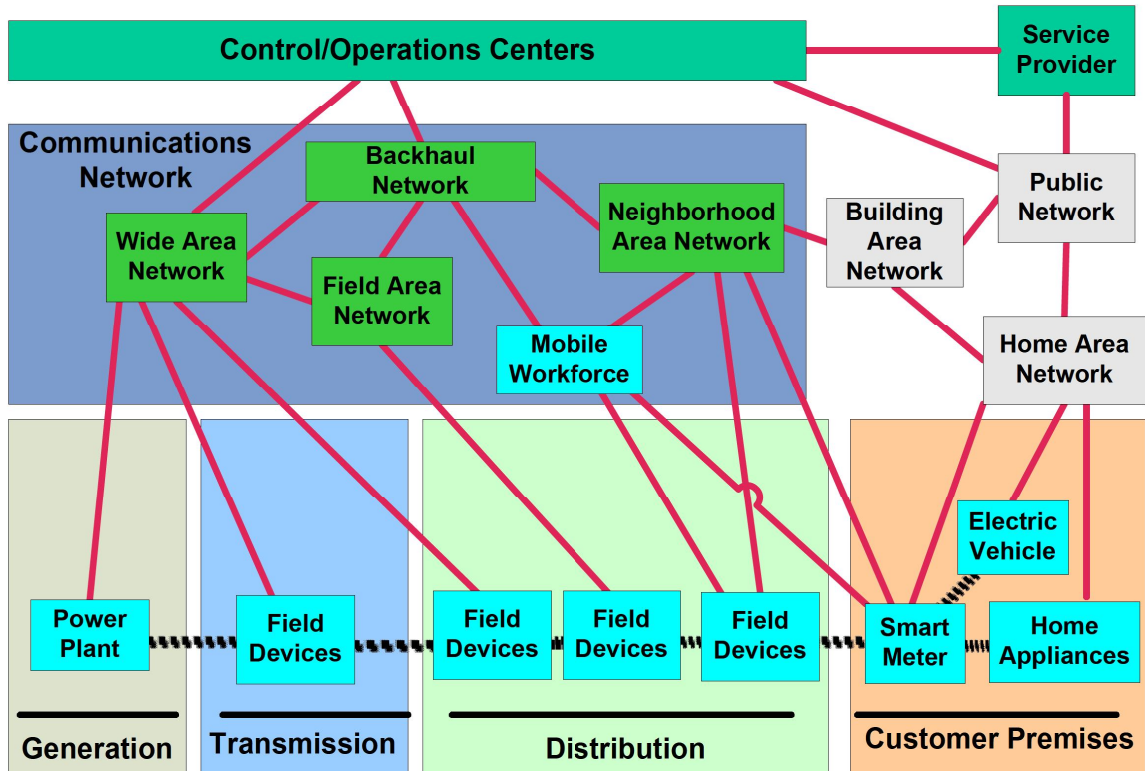 Control/Operations Centers
Service
Provider
Communications
Network
Backhaul
Network
Public
Network
Neighborhood
Area Network
Building
Area
Network
Wide Area
Network
Field Area
Network
Mobile
Workforce
Home Area
Network
Electric
Vehicle
Power
Plant
Field
Devices
Field
Devices
Field
Devices
Field
Devices
Smart
Meter
Home
Appliances
Generation
Transmission
Distribution
Customer Premises